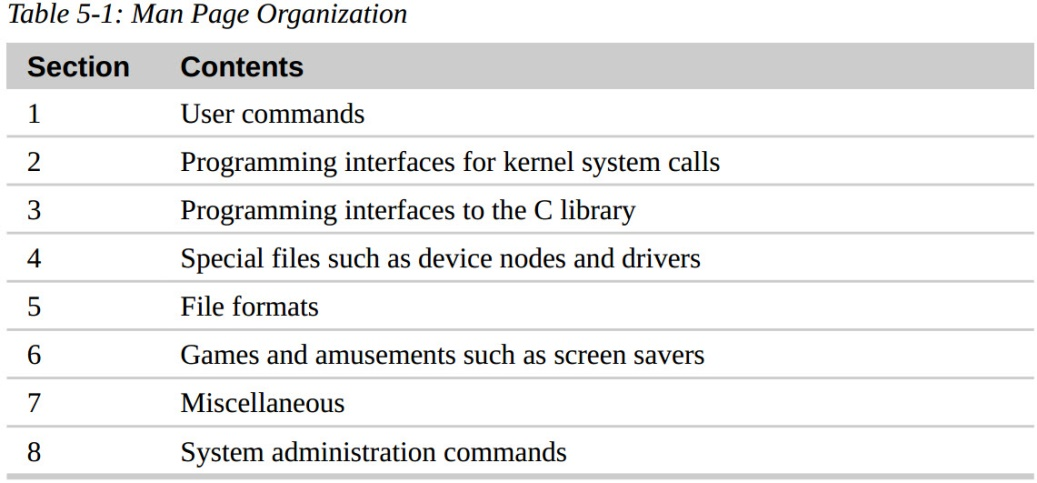 Table 5-1: Man Page Organization
Section Contents
1 User commands
2 Programming interfaces for kernel system calls
3 Programming interfaces to the C library
4 Special files such as device nodes and drivers
5 File formats
6 Games and amusements such as screen savers
7 Miscellaneous
8 System administration commands